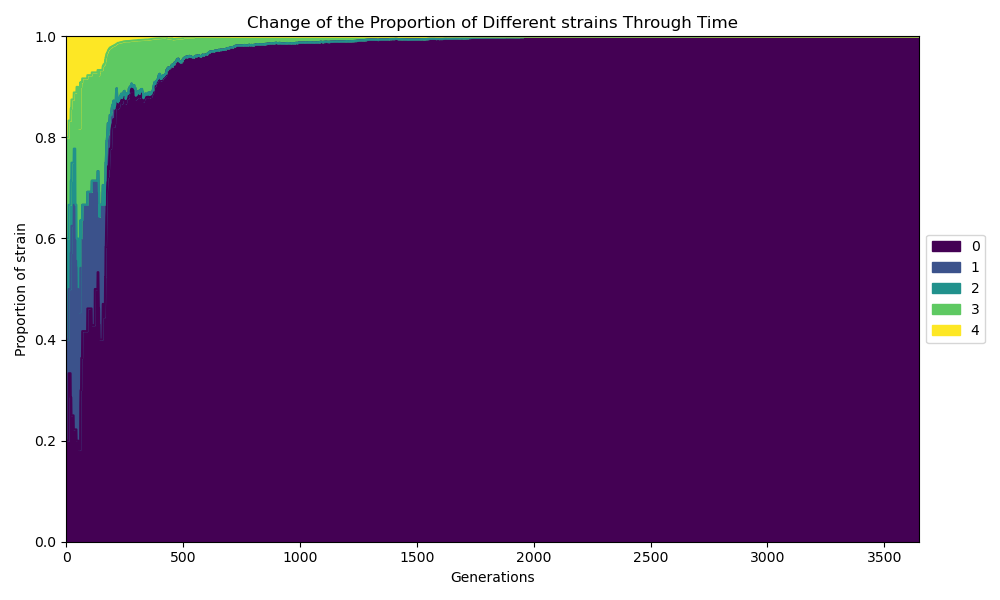 Change of the Proportion of Different strains Through Time
1.0
0.8
0.6
0.4
0.2
0.0
Proportion of strain
0 500 1000 1500 2000 2500 3000 3500
Generations
0
1
2
3
4